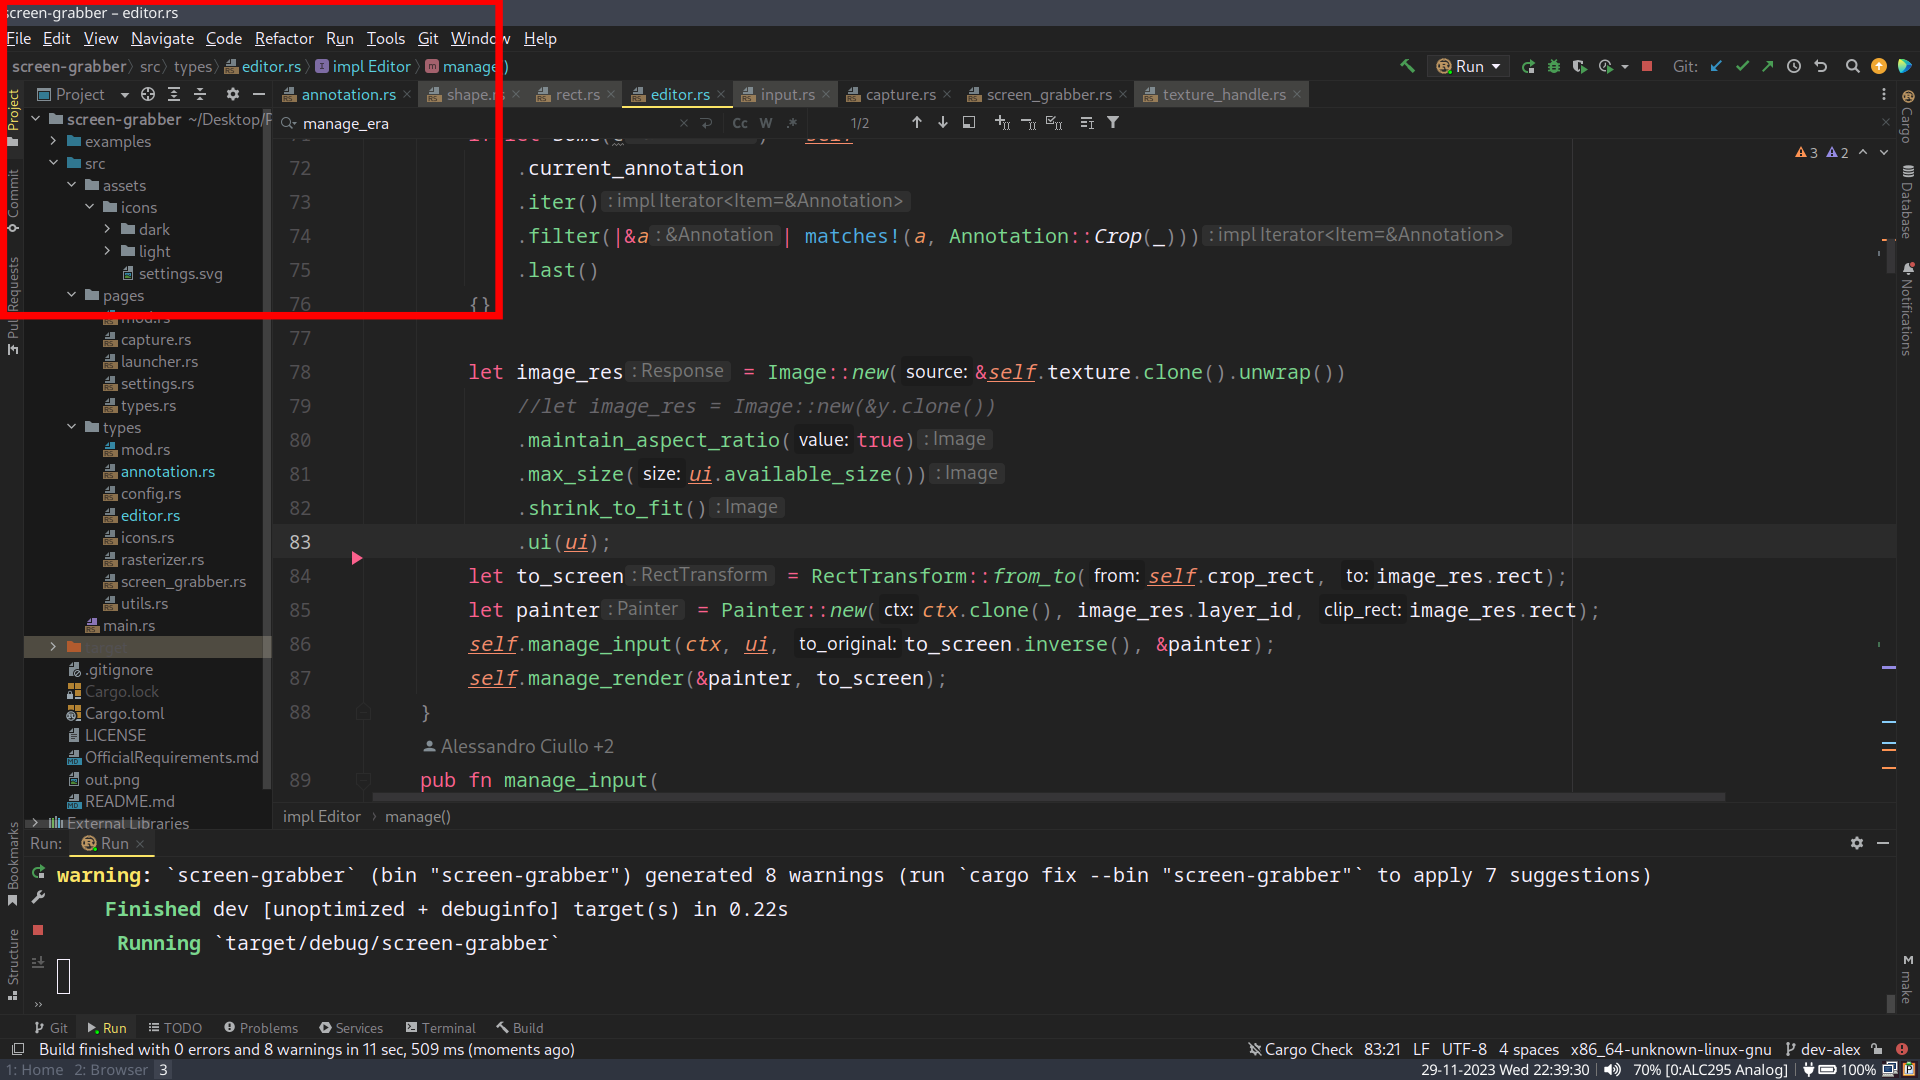 screen-grabber – editor.rs
File Edit View Navigate Code Refactor Run Tools Git Window Help
screen-grabber src types editor.rs impl Editor manage()
Run Git:
Project
annotation.rs shape.rs rect.rs editor.rs input.rs capture.rs screen_grabber.rs texture_handle.rs
manage_era Cc W .* 1/2
3 2
Project
Commit
Pull Requests
Bookmarks
Structure
Cargo
Database
Notifications
make
screen-grabber ~/Desktop/P
examples
src
assets
icons
dark
light
settings.svg
pages
mod.rs
capture.rs
launcher.rs
settings.rs
types.rs
types
mod.rs
annotation.rs
config.rs
editor.rs
icons.rs
rasterizer.rs
screen_grabber.rs
utils.rs
main.rs
target
.gitignore
Cargo.lock
Cargo.toml
LICENSE
OfficialRequirements.md
out.png
README.md
External Libraries
72 .current_annotation
73 .iter() : impl Iterator<Item=&Annotation>
74 .filter(|&a : &Annotation | matches!(a, Annotation::Crop(_))) : impl Iterator<Item=&Annotation>
75 .last()
76 {}
77
78 let image_res : Response = Image::new( source: &self.texture.clone().unwrap())
79 //let image_res = Image::new(&y.clone())
80 .maintain_aspect_ratio( value: true) : Image
81 .max_size( size: ui.available_size()) : Image
82 .shrink_to_fit() : Image
83 .ui(ui);
84 let to_screen : RectTransform = RectTransform::from_to( from: self.crop_rect, to: image_res.rect);
85 let painter : Painter = Painter::new( ctx: ctx.clone(), image_res.layer_id, clip_rect: image_res.rect);
86 self.manage_input(ctx, ui, to_original: to_screen.inverse(), &painter);
87 self.manage_render(&painter, to_screen);
88 }
Alessandro Ciullo +2
89 pub fn manage_input(
impl Editor › manage()
Run: Run
warning: `screen-grabber` (bin "screen-grabber") generated 8 warnings (run `cargo fix --bin "screen-grabber"` to apply 7 suggestions)
Finished dev [unoptimized + debuginfo] target(s) in 0.22s
Running `target/debug/screen-grabber`
Git Run TODO Problems Services Terminal Build
Build finished with 0 errors and 8 warnings in 11 sec, 509 ms (moments ago) Cargo Check 83:21 LF UTF-8 4 spaces x86_64-unknown-linux-gnu dev-alex
1: Home 2: Browser 3 29-11-2023 Wed 22:39:30 70% [0:ALC295 Analog] 100%